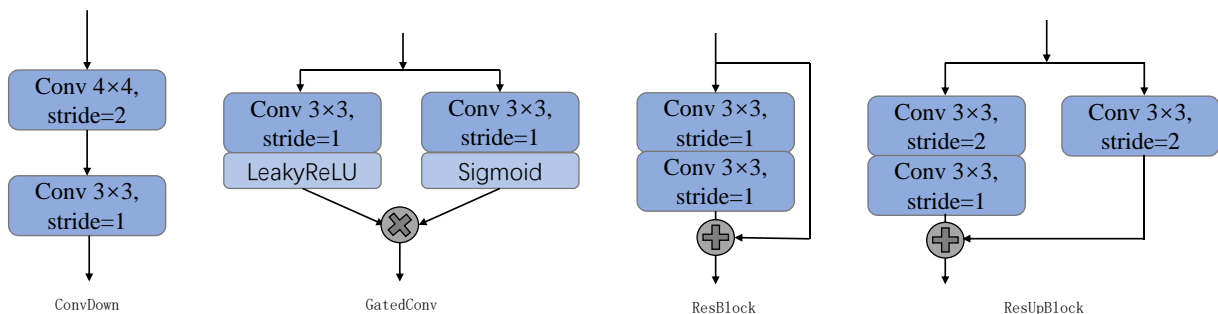 Conv 4×4,
stride=2
Conv 3×3,
stride=1
ConvDown
Conv 3×3,
stride=1
LeakyReLU
Conv 3×3,
stride=1
Sigmoid
GatedConv
Conv 3×3,
stride=1
Conv 3×3,
stride=1
ResBlock
Conv 3×3,
stride=2
Conv 3×3,
stride=1
Conv 3×3,
stride=2
ResUpBlock